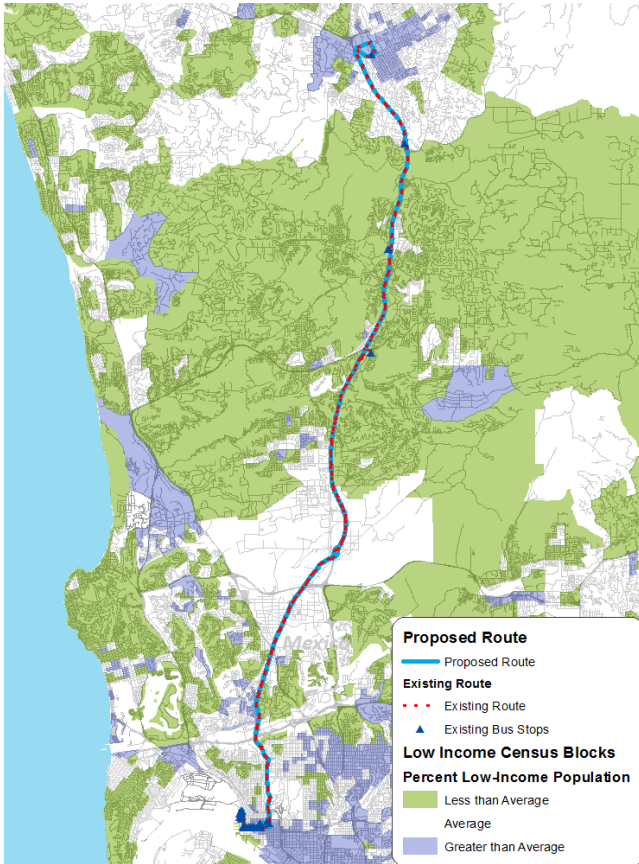 Mexico
Proposed Route
Proposed Route
Existing Route
Existing Route
Existing Bus Stops
Low Income Census Blocks
Percent Low-Income Population
Less than Average
Average
Greater than Average